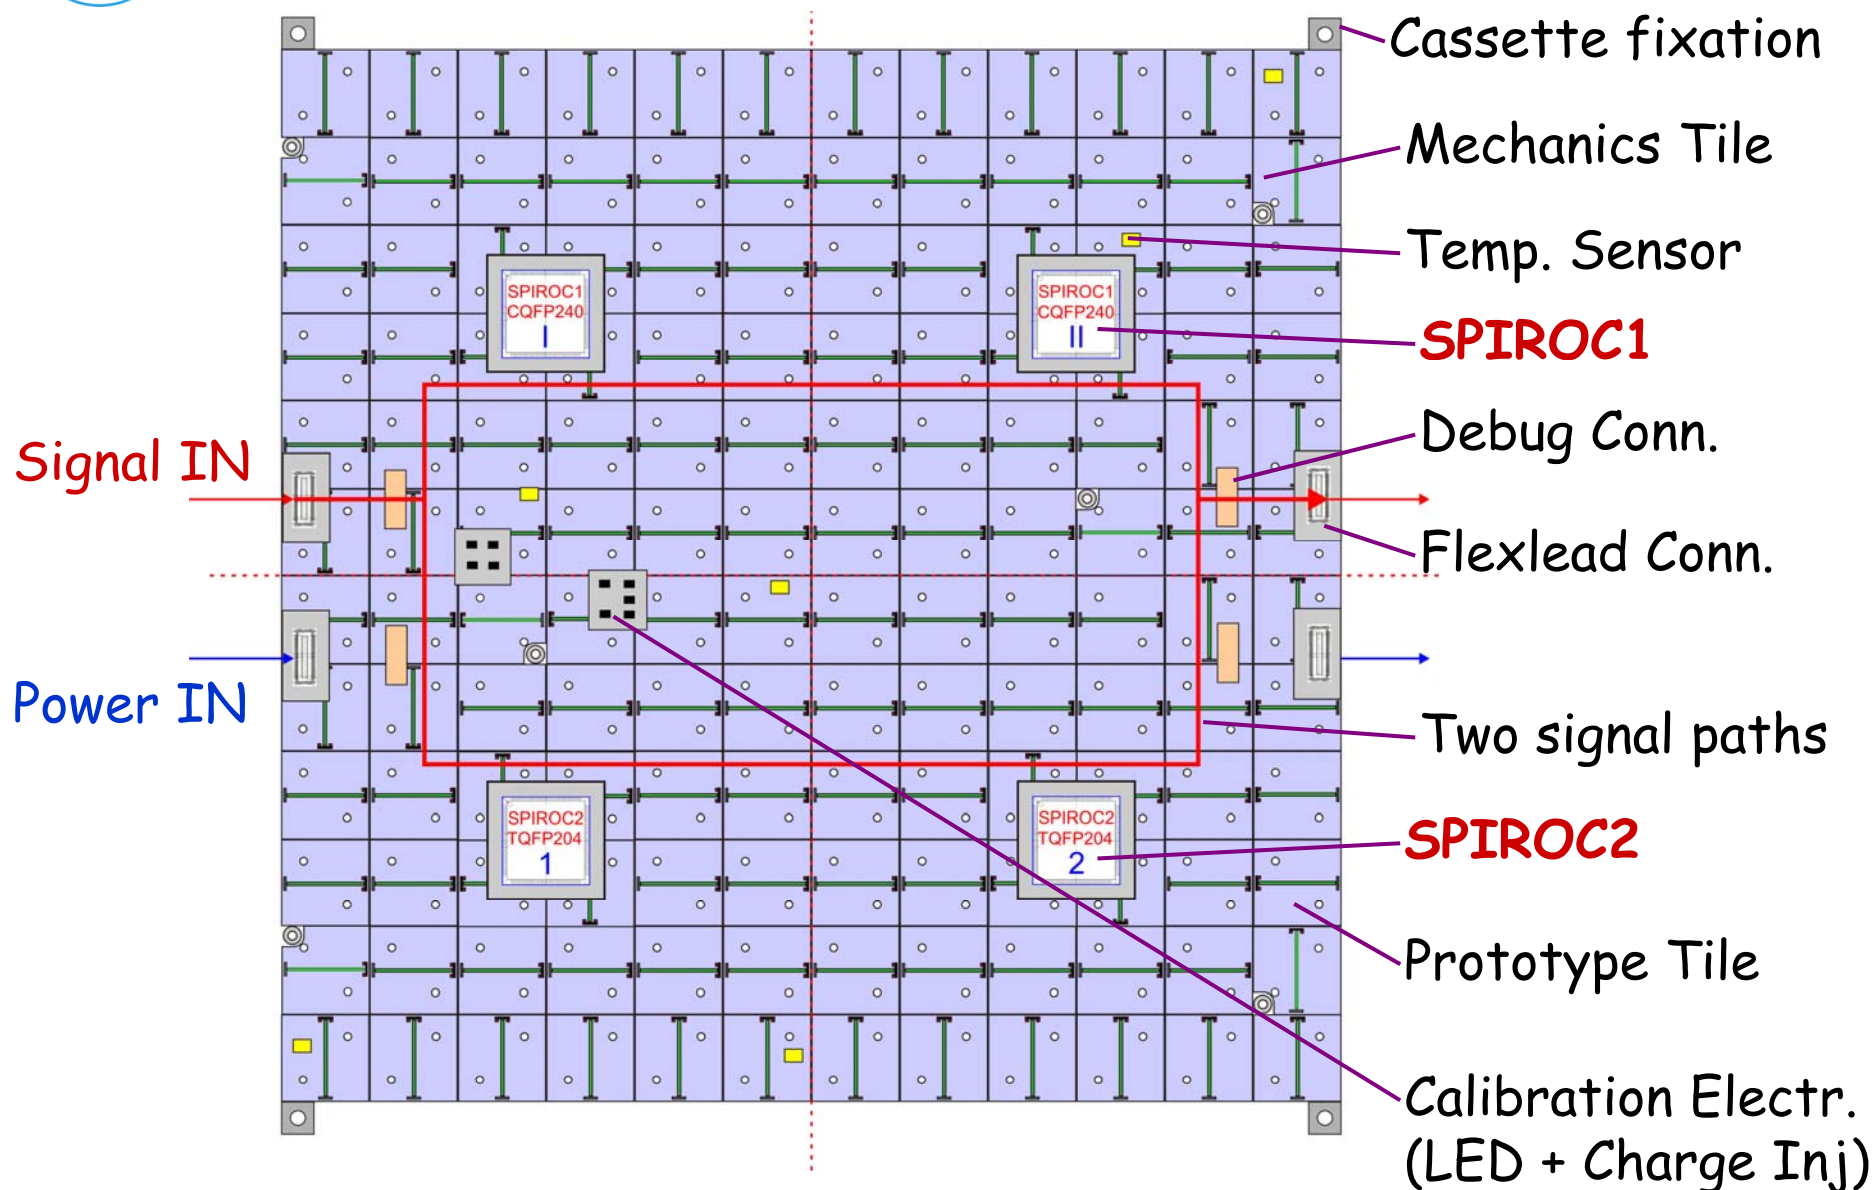 Cassette fixation
Mechanics Tile
Temp. Sensor
SPIROC1
CQFP240
I
SPIROC1
CQFP240
II
SPIROC1
Debug Conn.
Signal IN
Flexlead Conn.
Power IN
Two signal paths
SPIROC2
TQFP204
1
SPIROC2
TQFP204
2
SPIROC2
Prototype Tile
Calibration Electr.
(LED + Charge Inj)